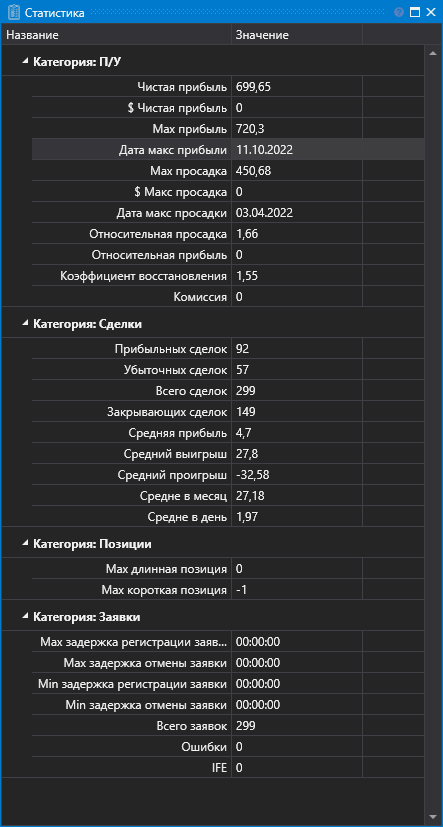 Статистика
Название Значение
Категория: П/У
Чистая прибыль 699,65
$ Чистая прибыль 0
Max прибыль 720,3
Дата макс прибыли 11.10.2022
Max просадка 450,68
$ Макс просадка 0
Дата макс просадки 03.04.2022
Относительная просадка 1,66
Относительная прибыль 0
Коэффициент восстановления 1,55
Комиссия 0
Категория: Сделки
Прибыльных сделок 92
Убыточных сделок 57
Всего сделок 299
Закрывающих сделок 149
Средняя прибыль 4,7
Средний выигрыш 27,8
Средний проигрыш -32,58
Средне в месяц 27,18
Средне в день 1,97
Категория: Позиции
Max длинная позиция 0
Max короткая позиция -1
Категория: Заявки
Max задержка регистрации заяв... 00:00:00
Max задержка отмены заявки 00:00:00
Min задержка регистрации заявки 00:00:00
Min задержка отмены заявки 00:00:00
Всего заявок 299
Ошибки 0
IFE 0